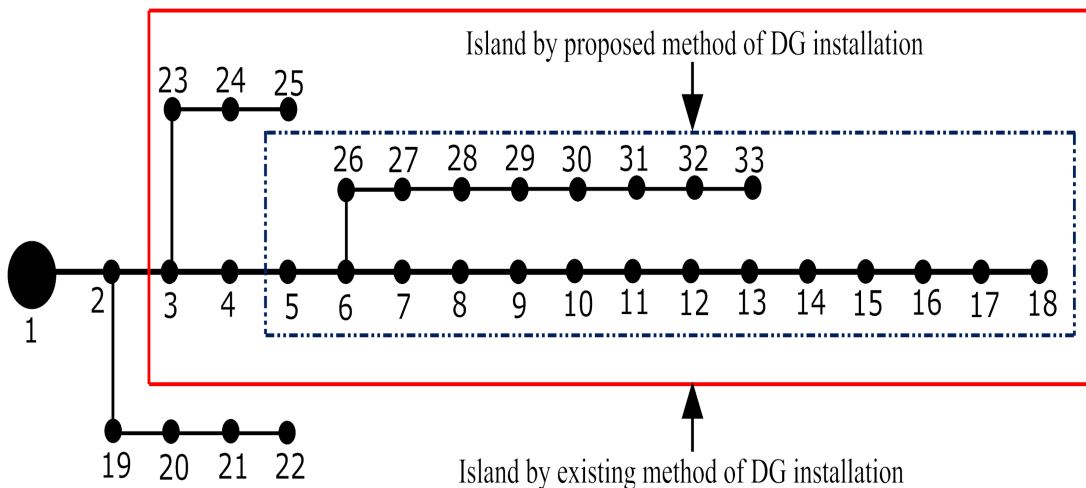 Island by proposed method of DG installation
23 24 25
26 27 28 29 30 31 32 33
1 2 3 4 5 6 7 8 9 10 11 12 13 14 15 16 17 18
19 20 21 22
Island by existing method of DG installation